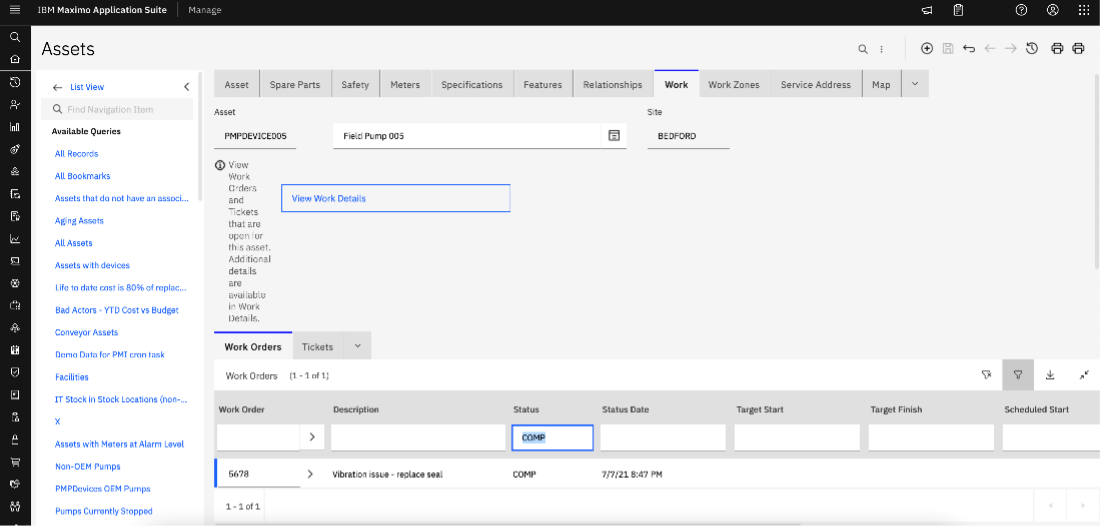 IBM Maximo Application Suite Manage
Assets
List View
Find Navigation Item
Available Queries
All Records
All Bookmarks
Assets that do not have an associ...
Aging Assets
All Assets
Assets with devices
Life to date cost is 80% of replac...
Bad Actors - YTD Cost vs Budget
Conveyor Assets
Demo Data for PMI cron task
Facilities
IT Stock in Stock Locations (non-...
X
Assets with Meters at Alarm Level
Non-OEM Pumps
PMPDevices OEM Pumps
Pumps Currently Stopped
Asset Spare Parts Safety Meters Specifications Features Relationships Work Work Zones Service Address Map
Asset Site
PMPDEVICE005 Field Pump 005 BEDFORD
View
Work
Orders
and
Tickets
that are
open for
this asset.
Additional
details
are
available
in Work
Details.
View Work Details
Work Orders Tickets
Work Orders (1 - 1 of 1)
Work Order Description Status Status Date Target Start Target Finish Scheduled Start
COMP
5678 Vibration issue - replace seal COMP 7/7/21 8:47 PM
1 - 1 of 1